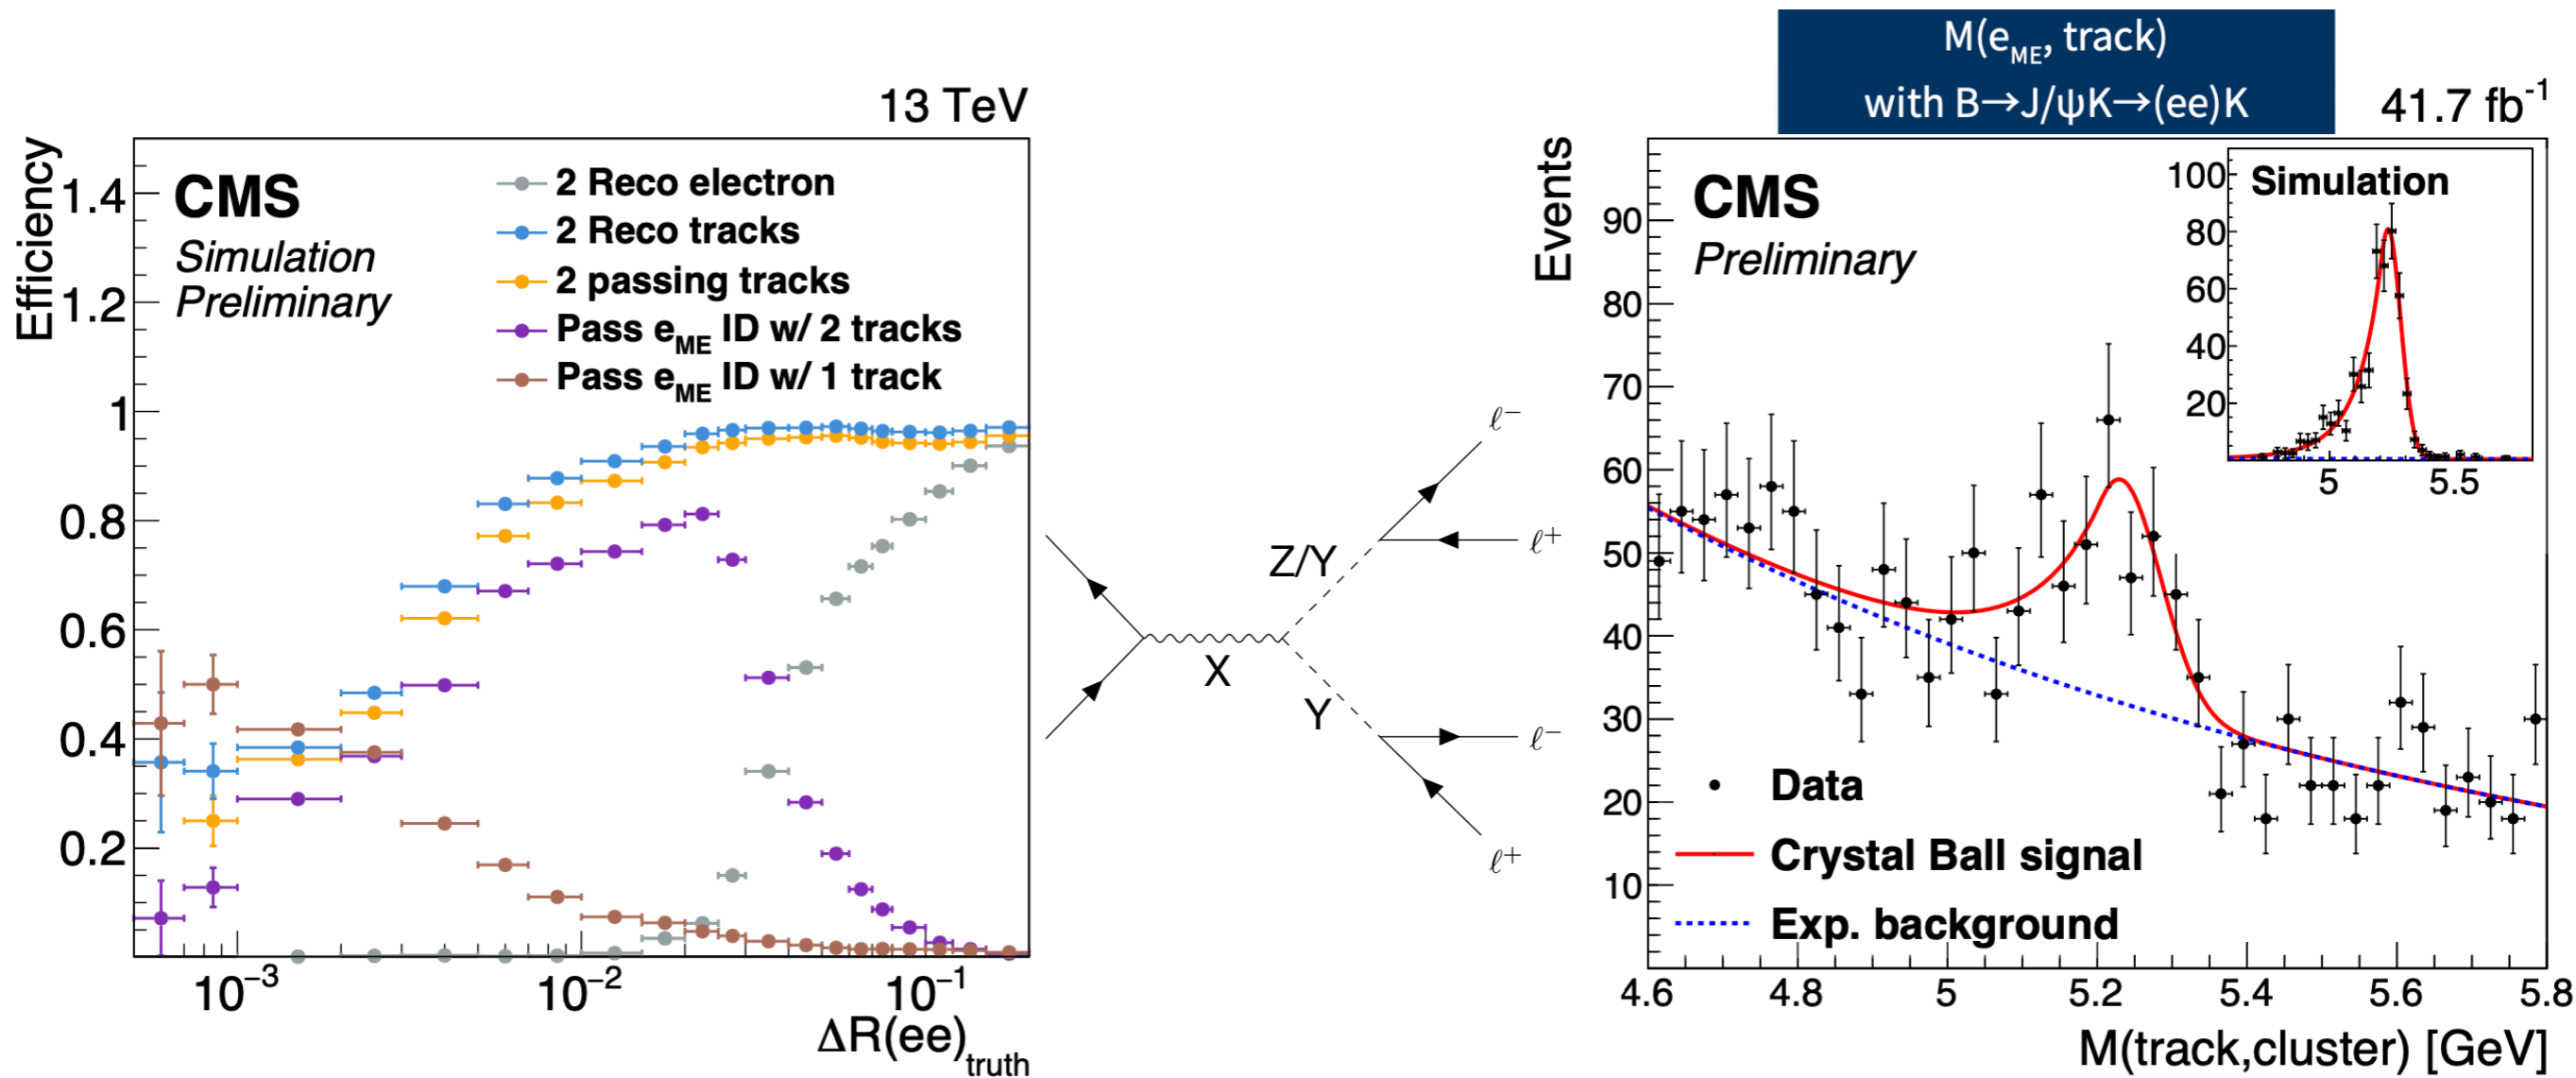 13 TeV
Efficiency
CMS
Simulation
Preliminary
2 Reco electron
2 Reco tracks
2 passing tracks
Pass e_ME ID w/ 2 tracks
Pass e_ME ID w/ 1 track
1.4
1.2
1
0.8
0.6
0.4
0.2
10^−3
10^−2
10^−1
ΔR(ee)_truth
Z/Y
X
Y
ℓ−
ℓ+
ℓ−
ℓ+
M(e_ME, track)
with B→J/ψK→(ee)K
41.7 fb^-1
Events
CMS
Preliminary
90
80
70
60
50
40
30
20
10
Simulation
100
80
60
40
20
5
5.5
Data
Crystal Ball signal
Exp. background
4.6
4.8
5
5.2
5.4
5.6
5.8
M(track,cluster) [GeV]